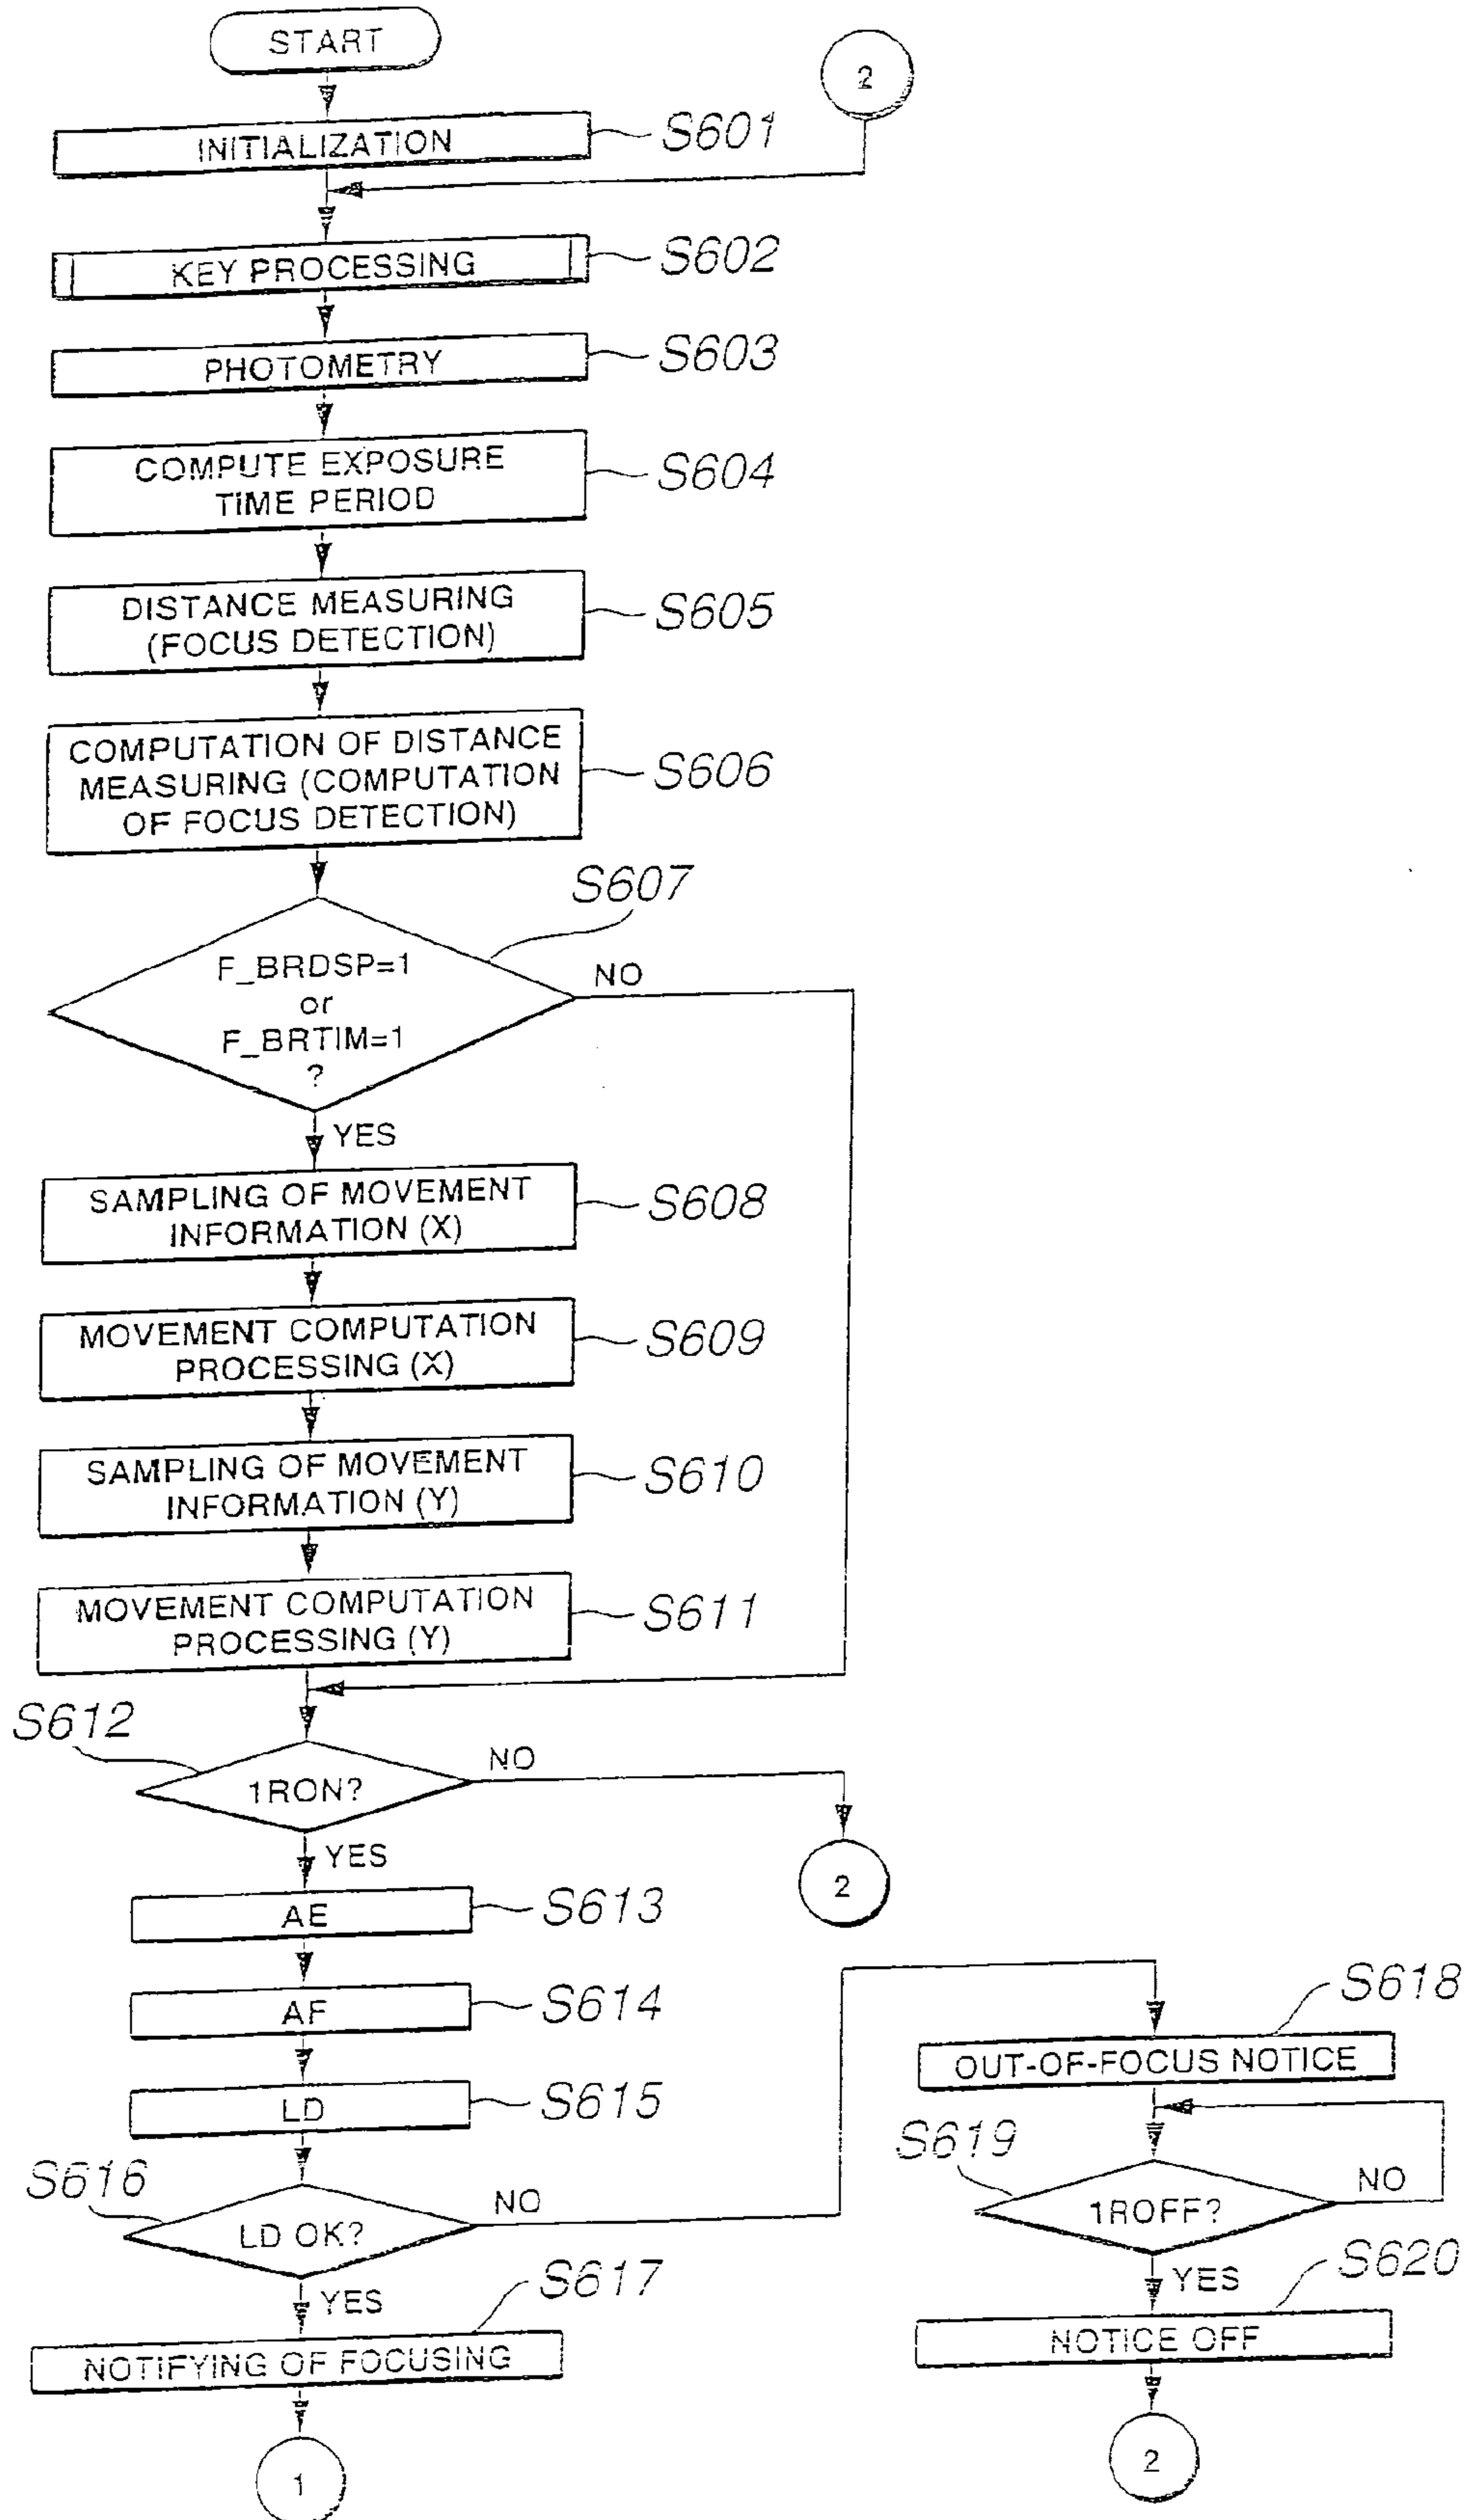 START
2
INITIALIZATION
S601
KEY PROCESSING
S602
PHOTOMETRY
S603
COMPUTE EXPOSURE
TIME PERIOD
S604
DISTANCE MEASURING
(FOCUS DETECTION)
S605
COMPUTATION OF DISTANCE
MEASURING (COMPUTATION
OF FOCUS DETECTION)
S606
S607
F_BRDSP=1
or
F_BRTIM=1
?
NO
YES
SAMPLING OF MOVEMENT
INFORMATION (X)
S608
MOVEMENT COMPUTATION
PROCESSING (X)
S609
SAMPLING OF MOVEMENT
INFORMATION (Y)
S610
MOVEMENT COMPUTATION
PROCESSING (Y)
S611
S612
1RON?
NO
2
YES
AE
S613
AF
S614
LD
S615
S616
LD OK?
NO
YES
S617
NOTIFYING OF FOCUSING
1
S618
OUT-OF-FOCUS NOTICE
S619
1ROFF?
NO
YES
S620
NOTICE OFF
2